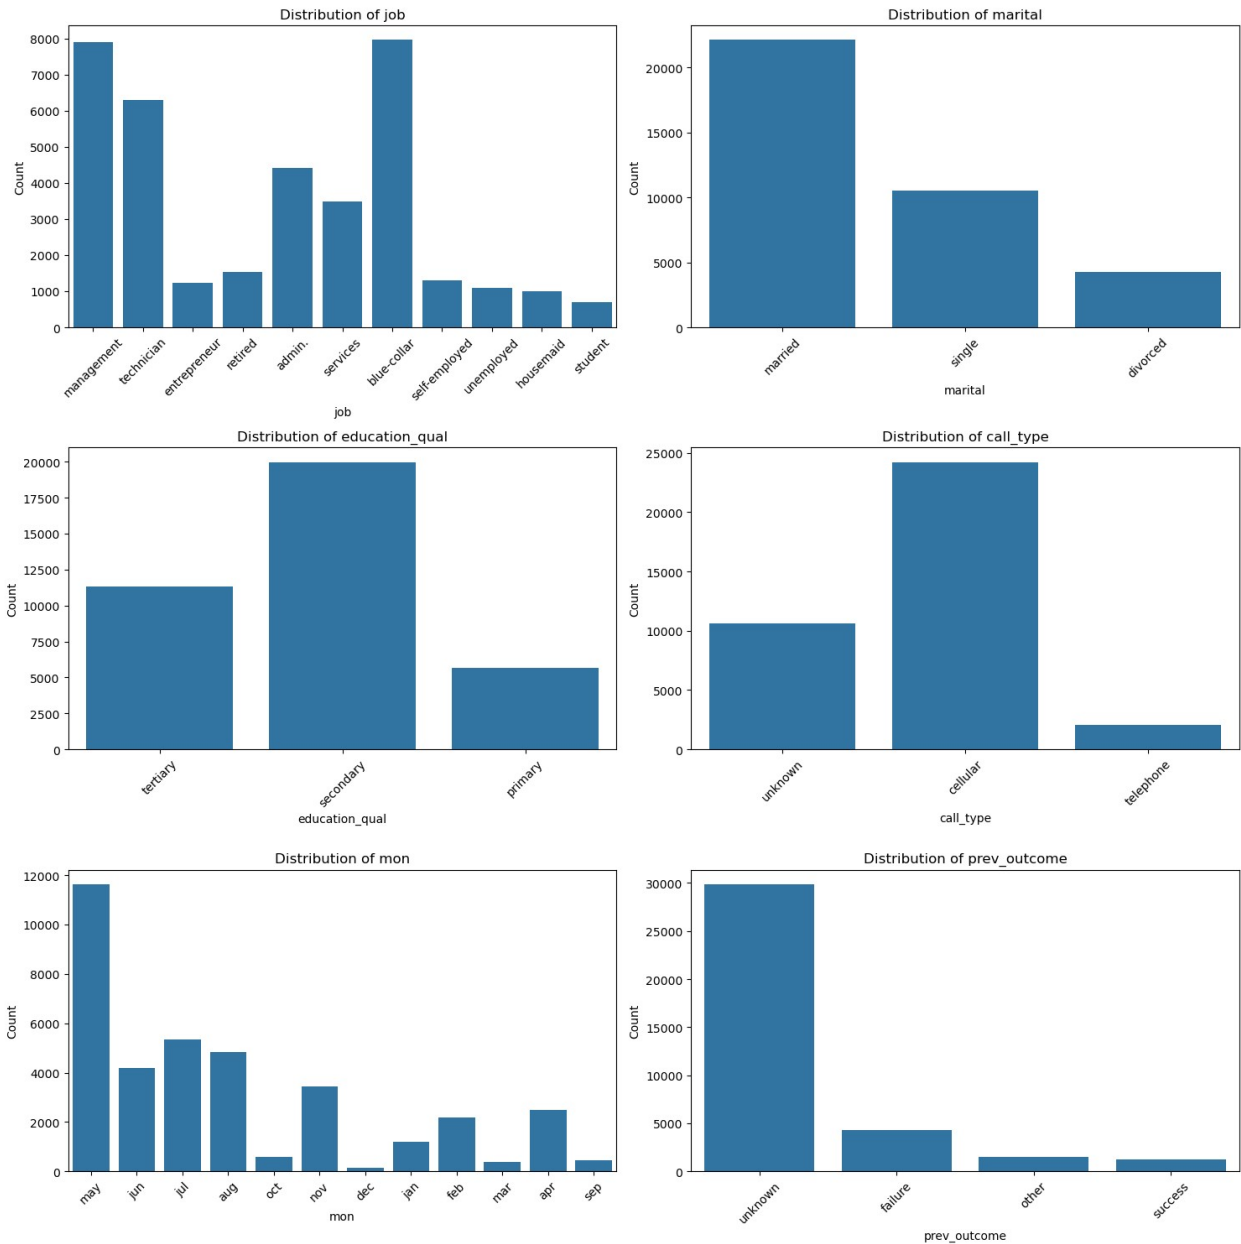 Distribution of job
Count
8000
7000
6000
5000
4000
3000
2000
1000
0
management
technician
entrepreneur
retired
admin.
services
blue-collar
self-employed
unemployed
housemaid
student
job
Distribution of marital
Count
20000
15000
10000
5000
0
married
single
divorced
marital
Distribution of education_qual
Count
20000
17500
15000
12500
10000
7500
5000
2500
0
tertiary
secondary
primary
education_qual
Distribution of call_type
Count
25000
20000
15000
10000
5000
0
unknown
cellular
telephone
call_type
Distribution of mon
Count
12000
10000
8000
6000
4000
2000
0
may
jun
jul
aug
oct
nov
dec
jan
feb
mar
apr
sep
mon
Distribution of prev_outcome
Count
30000
25000
20000
15000
10000
5000
0
unknown
failure
other
success
prev_outcome